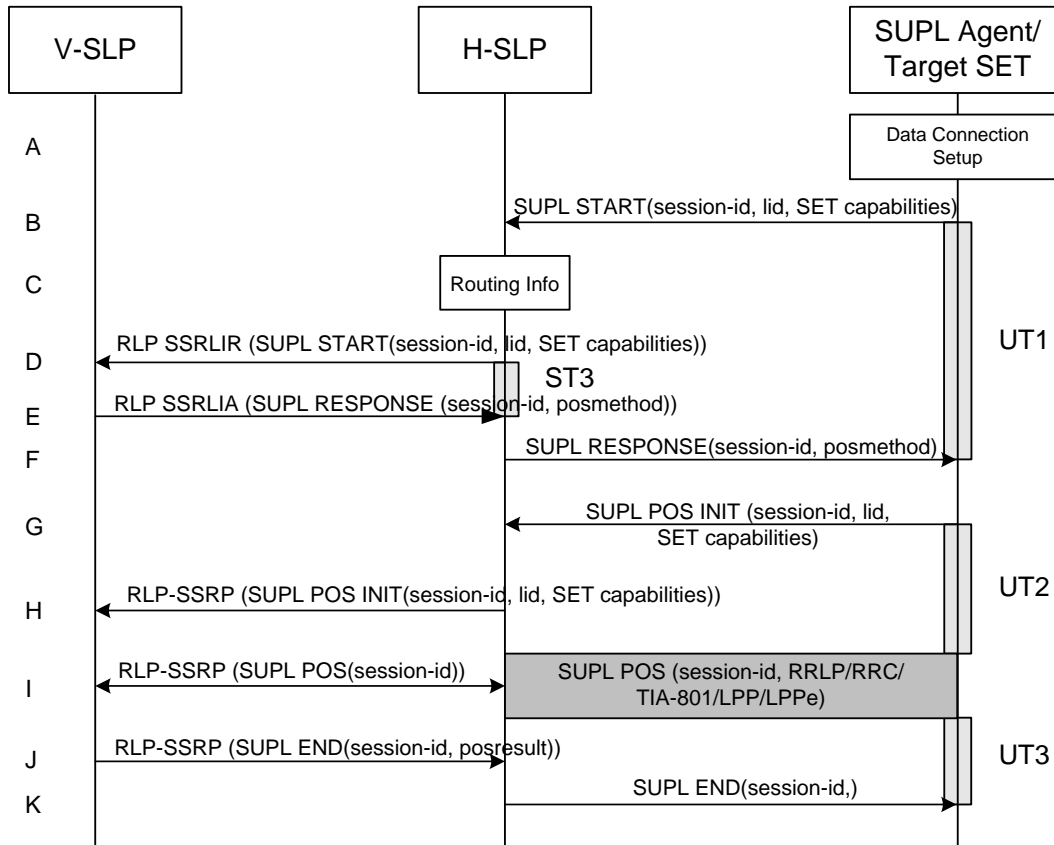 V-SLP
H-SLP
SUPL Agent/
Target SET
A
Data Connection
Setup
B
SUPL START(session-id, lid, SET capabilities)
C
Routing Info
UT1
D
RLP SSRLIR (SUPL START(session-id, lid, SET capabilities))
ST3
E
RLP SSRLIA (SUPL RESPONSE (session-id, posmethod))
F
SUPL RESPONSE(session-id, posmethod)
G
SUPL POS INIT (session-id, lid,
SET capabilities)
UT2
H
RLP-SSRP (SUPL POS INIT(session-id, lid, SET capabilities))
I
RLP-SSRP (SUPL POS(session-id))
SUPL POS (session-id, RRLP/RRC/
TIA-801/LPP/LPPe)
J
RLP-SSRP (SUPL END(session-id, posresult))
UT3
K
SUPL END(session-id,)